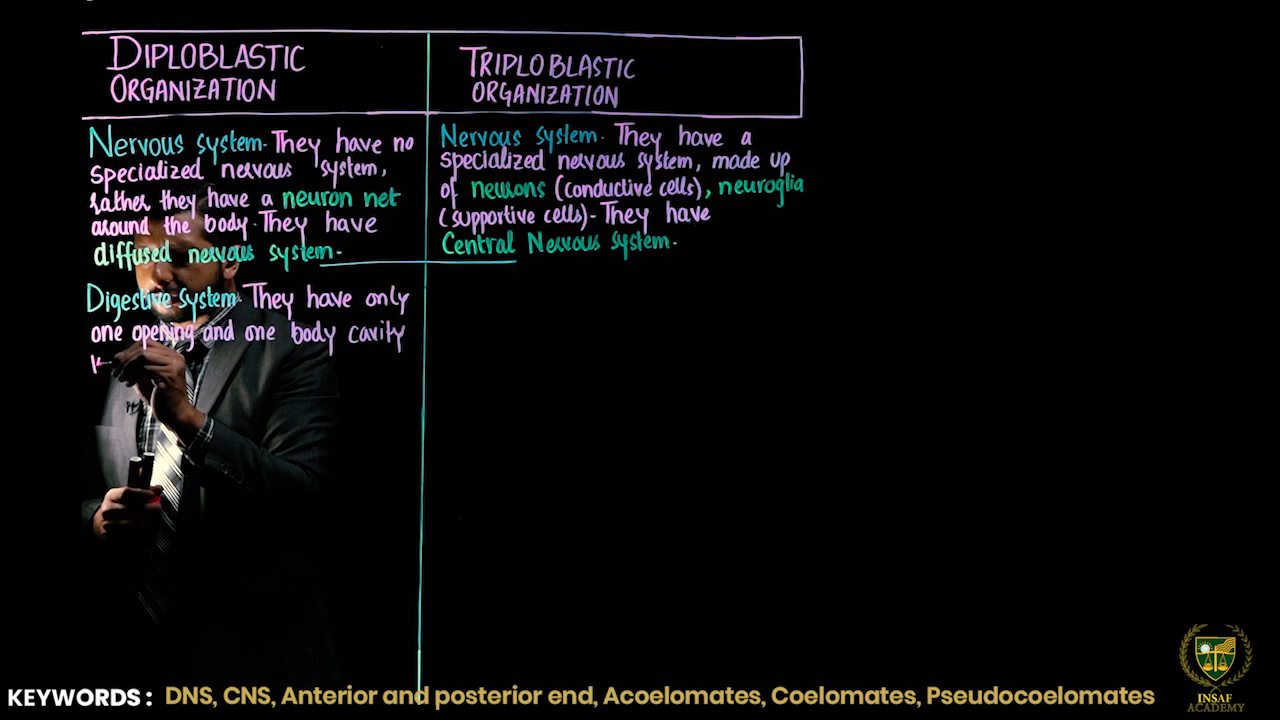 DIPLOBLASTIC
ORGANIZATION
TRIPLOBLASTIC
ORGANIZATION
Nervous system. They have no
specialized nervous system,
rather they have a neuron net
around the body. They have
diffused nervous system.
Digestive system. They have only
one opening and one body cavity
Nervous system. They have a
specialized nervous system, made up
of neurons (conductive cells), neuroglia
(supportive cells). They have
Central Nervous system.
KEYWORDS: DNS, CNS, Anterior and posterior end, Acoelomates, Coelomates, Pseudocoelomates
INSAF
ACADEMY